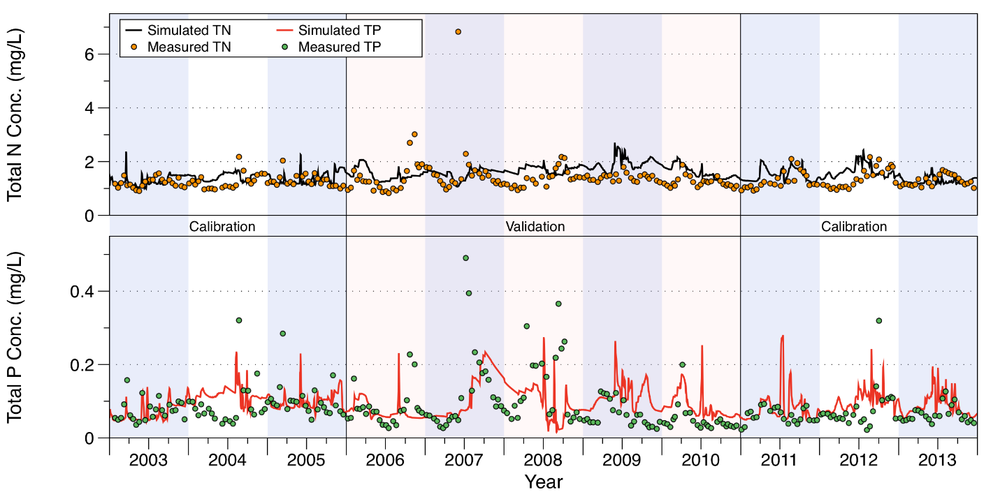 Total N Conc. (mg/L)
Simulated TN
Simulated TP
Measured TN
Measured TP
6
4
2
0
Calibration
Validation
Calibration
Total P Conc. (mg/L)
0.4
0.2
0
2003 2004 2005 2006 2007 2008 2009 2010 2011 2012 2013
Year